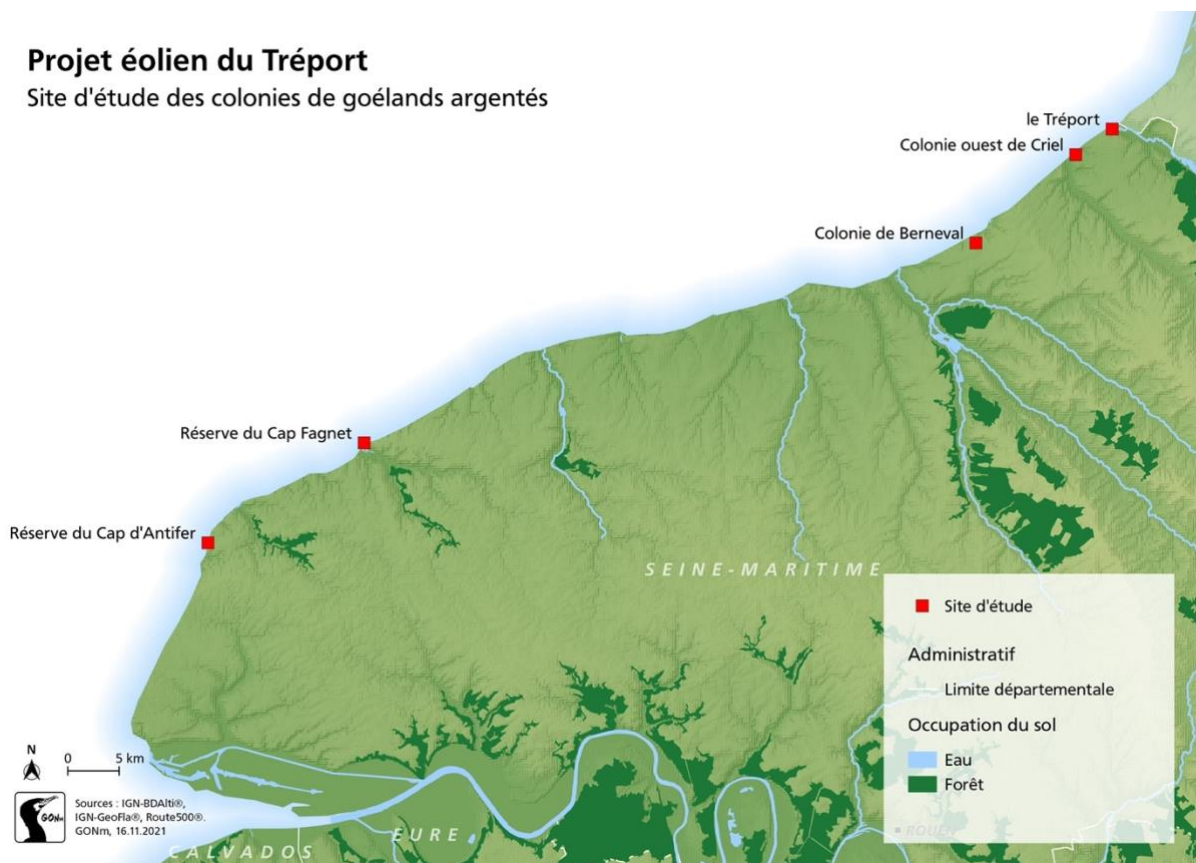 Projet éolien du Tréport
Site d'étude des colonies de goélands argentés
le Tréport
Colonie ouest de Criel
Colonie de Berneval
Réserve du Cap Fagnet
Réserve du Cap d'Antifer
SEINE-MARITIME
Site d'étude
Administratif
Limite départementale
Occupation du sol
Eau
Forêt
N
0 5 km
GONm
Sources : IGN-BDAlti®,
IGN-GeoFla®, Route500®.
GONm, 16.11.2021
EURE
CALVADOS
ROUEN